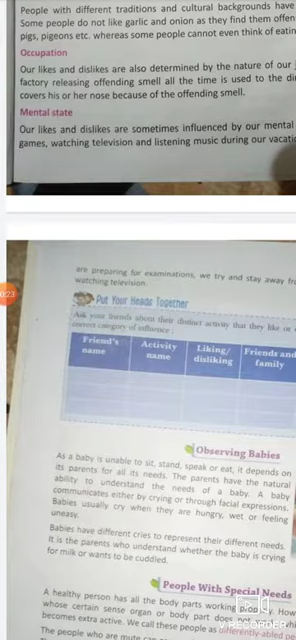 People with different traditions and cultural backgrounds have
Some people do not like garlic and onion as they find them offen
pigs, pigeons etc. whereas some people cannot even think of eatin
Occupation
Our likes and dislikes are also determined by the nature of our
factory releasing offending smell all the time is used to the di
covers his or her nose because of the offending smell.
Mental state
Our likes and dislikes are sometimes influenced by our mental
games, watching television and listening music during our vacatio
0:23
are preparing for examinations, we try and stay away fro
watching television.
Put Your Heads Together
Ask your friends about their distinct activity that they like or
correct category of influence :
Friend's name
Activity name
Liking/ disliking
Friends and family
Observing Babies
As a baby is unable to sit, stand, speak or eat, it depends on
its parents for all its needs. The parents have the natural
ability to understand the needs of a baby. A baby
communicates either by crying or through facial expressions.
Babies usually cry when they are hungry, wet or feeling
uneasy.
Babies have different cries to represent their different needs.
It is the parents who understand whether the baby is crying
for milk or wants to be cuddled.
People With Special Needs
A healthy person has all the body parts working How
whose certain sense organ or body part does not
becomes extra active. We call these people as differently-abled
The people who are mute